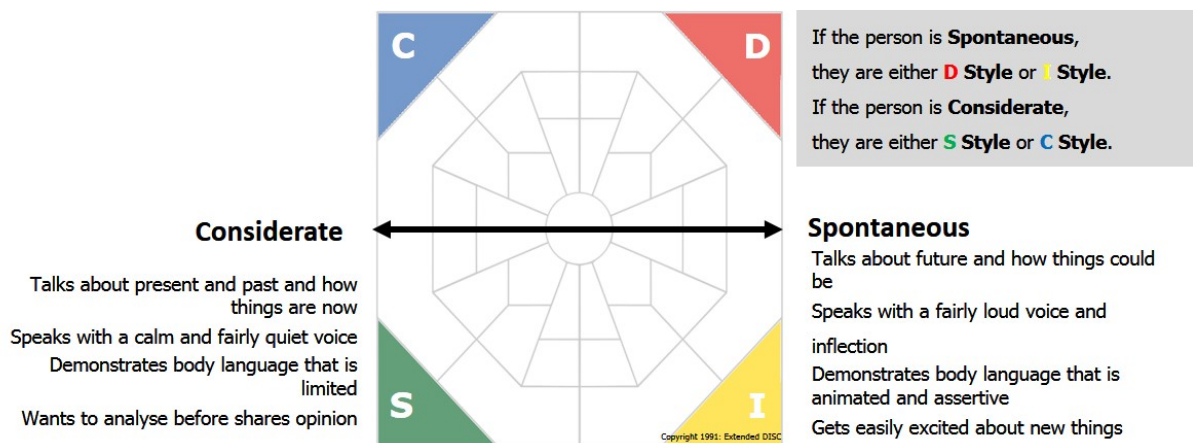 C
D
If the person is Spontaneous,
they are either D Style or I Style.
If the person is Considerate,
they are either S Style or C Style.
Considerate
Talks about present and past and how
things are now
Speaks with a calm and fairly quiet voice
Demonstrates body language that is
limited
Wants to analyse before shares opinion
Spontaneous
Talks about future and how things could
be
Speaks with a fairly loud voice and
inflection
Demonstrates body language that is
animated and assertive
Gets easily excited about new things
S
I
Copyright 1991: Extended DISC